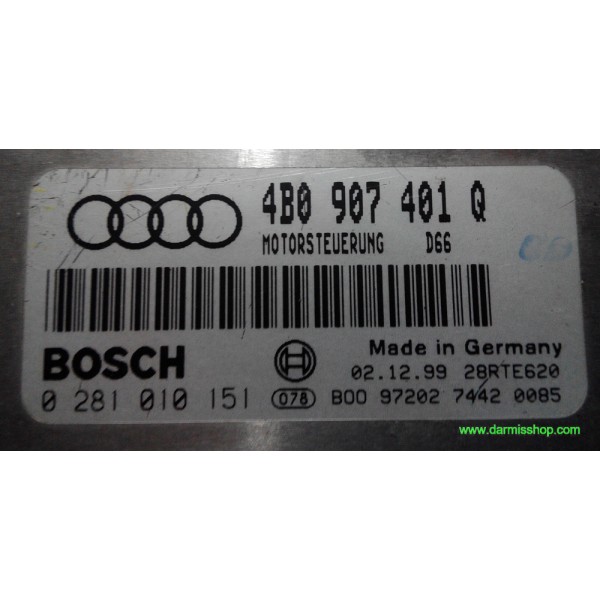 4B0 907 401 Q
MOTORSTEUERUNG D66
BOSCH
Made in Germany
02.12.99 28RTE620
0 281 010 151 078 B00 97202 7442 0085
www.darmisshop.com